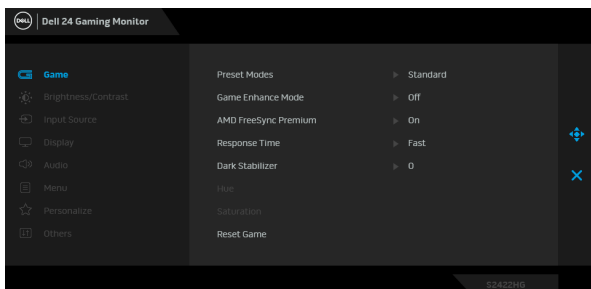 DELL Dell 24 Gaming Monitor
Game
Brightness/Contrast
Input Source
Display
Audio
Menu
Personalize
Others
Preset Modes Standard
Game Enhance Mode Off
AMD FreeSync Premium On
Response Time Fast
Dark Stabilizer 0
Hue
Saturation
Reset Game
S2422HG